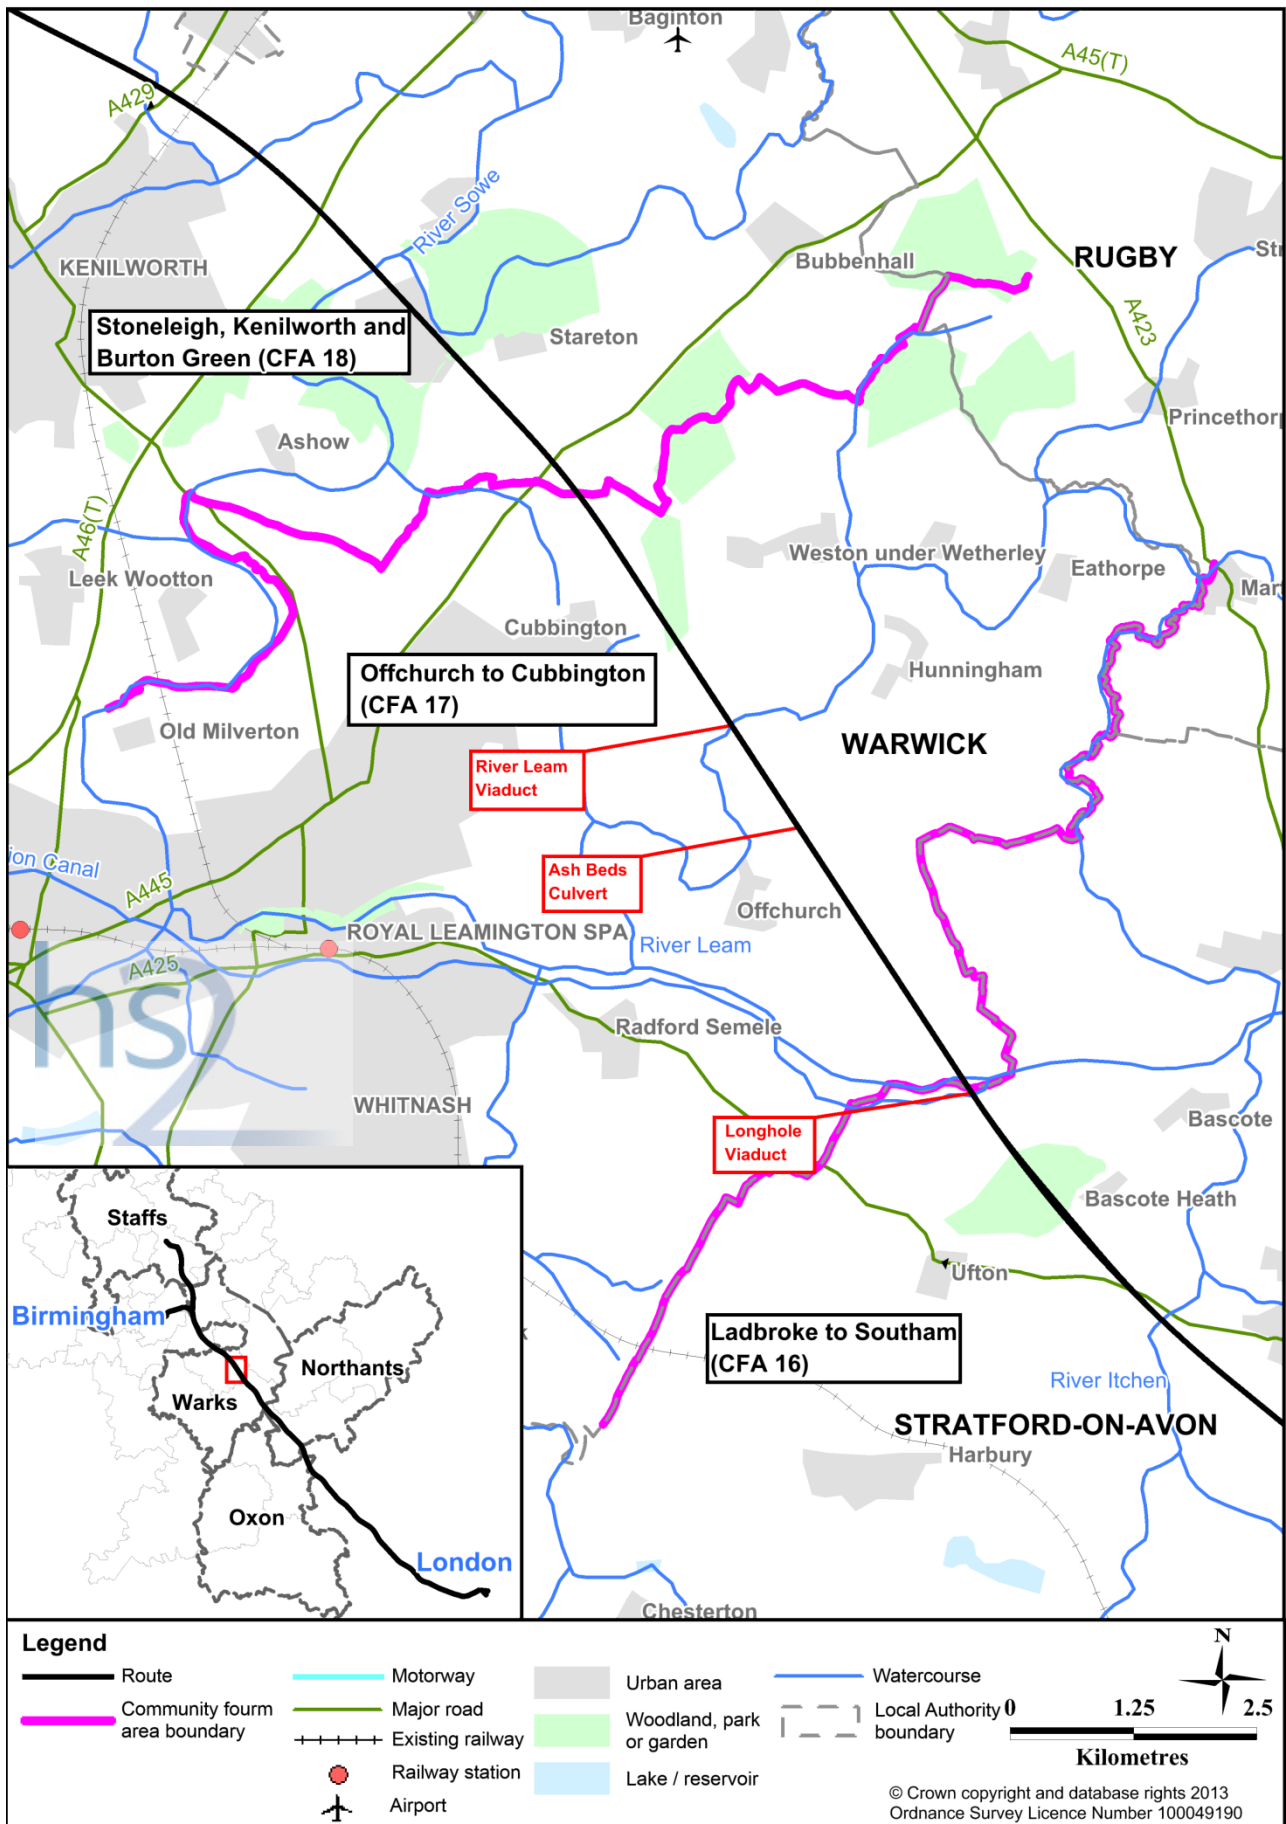 Baginton
A45(T)
A429
River Sowe
KENILWORTH
Bubbenhall
RUGBY
Stoneleigh, Kenilworth and
Burton Green (CFA 18)
Stareton
A423
Ashow
Princethorp
A46(T)
Weston under Wetherley
Eathorpe
Leek Wootton
Mart
Cubbington
Hunningham
Offchurch to Cubbington
(CFA 17)
Old Milverton
WARWICK
River Leam
Viaduct
ion Canal
A445
Ash Beds
Culvert
Offchurch
ROYAL LEAMINGTON SPA
River Leam
A425
hs2
Radford Semele
WHITNASH
Longhole
Viaduct
Bascote
Bascote Heath
Ufton
Ladbroke to Southam
(CFA 16)
River Itchen
STRATFORD-ON-AVON
Harbury
Chesterton
Staffs
Birmingham
Northants
Warks
Oxon
London
Legend
Route
Community fourm
area boundary
Motorway
Major road
Existing railway
Railway station
Airport
Urban area
Woodland, park
or garden
Lake / reservoir
Watercourse
Local Authority
boundary
N
0 1.25 2.5
Kilometres
© Crown copyright and database rights 2013
Ordnance Survey Licence Number 100049190